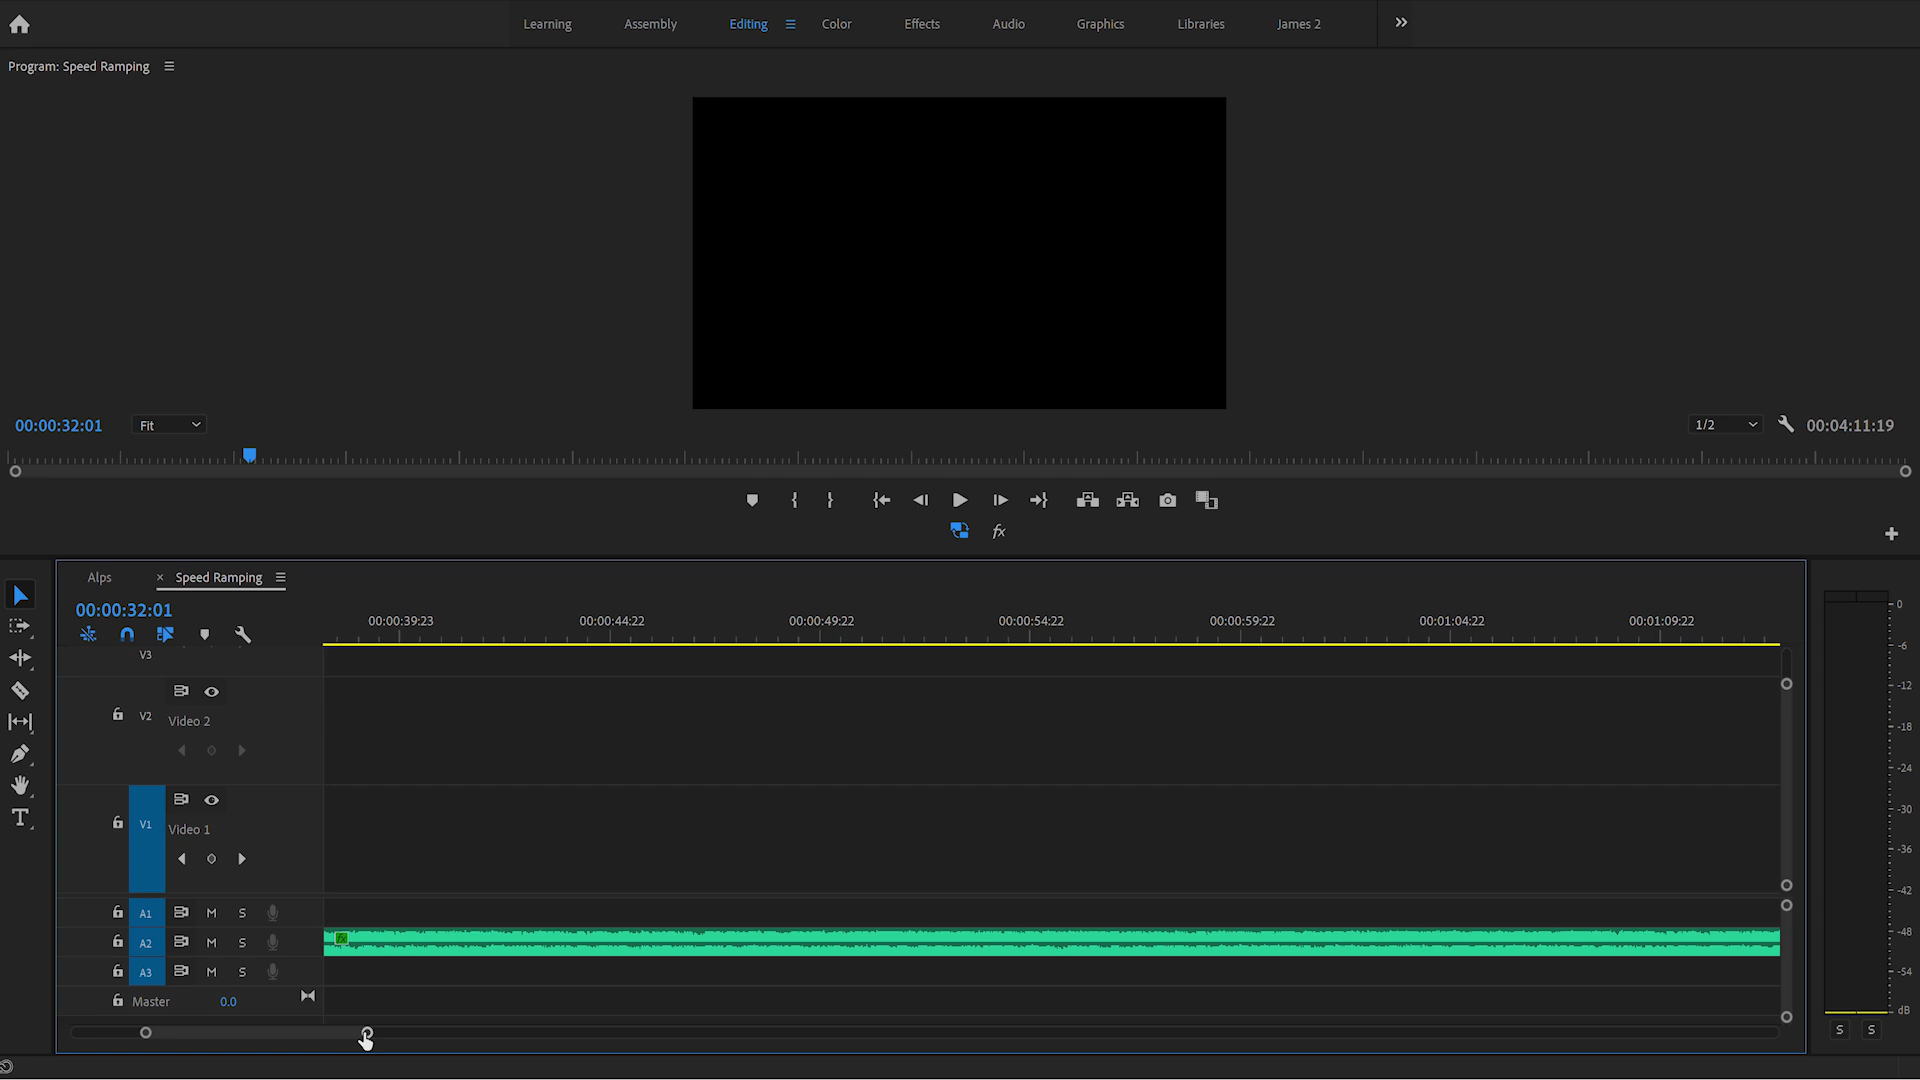 Learning Assembly Editing Color Effects Audio Graphics Libraries James 2
Program: Speed Ramping
00:00:32:01 Fit 1/2 00:04:11:19
fx
Alps × Speed Ramping
00:00:32:01
00:00:39:23 00:00:44:22 00:00:49:22 00:00:54:22 00:00:59:22 00:01:04:22 00:01:09:22
V3
V2 Video 2
V1 Video 1
A1 M S
A2 M S fx
A3 M S
Master 0.0
0
-6
-12
-18
-24
-30
-36
-42
-48
-54
dB
S S